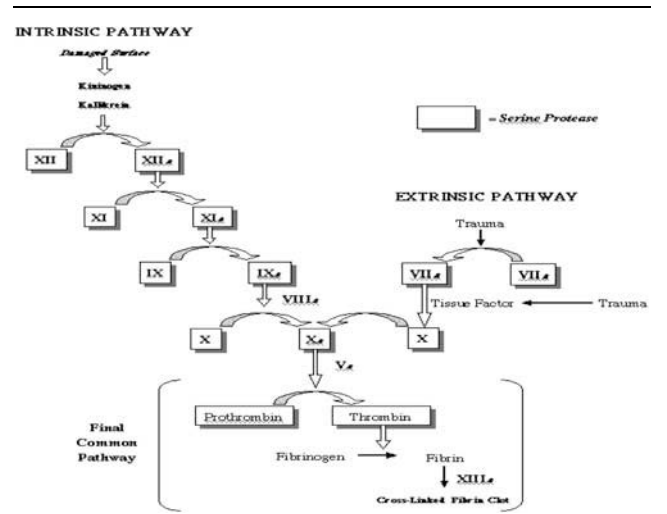 INTRINSIC PATHWAY
Damaged Surface
Kininogen
Kallikrein
= Serine Protease
XII XIIa
EXTRINSIC PATHWAY
XI XIa
Trauma
IX IXa
VIIa VIIa
VIIIa
Tissue Factor Trauma
X Xa X
Va
Prothrombin Thrombin
Final
Common
Pathway
Fibrinogen Fibrin
XIIIa
Cross-Linked Fibrin Clot